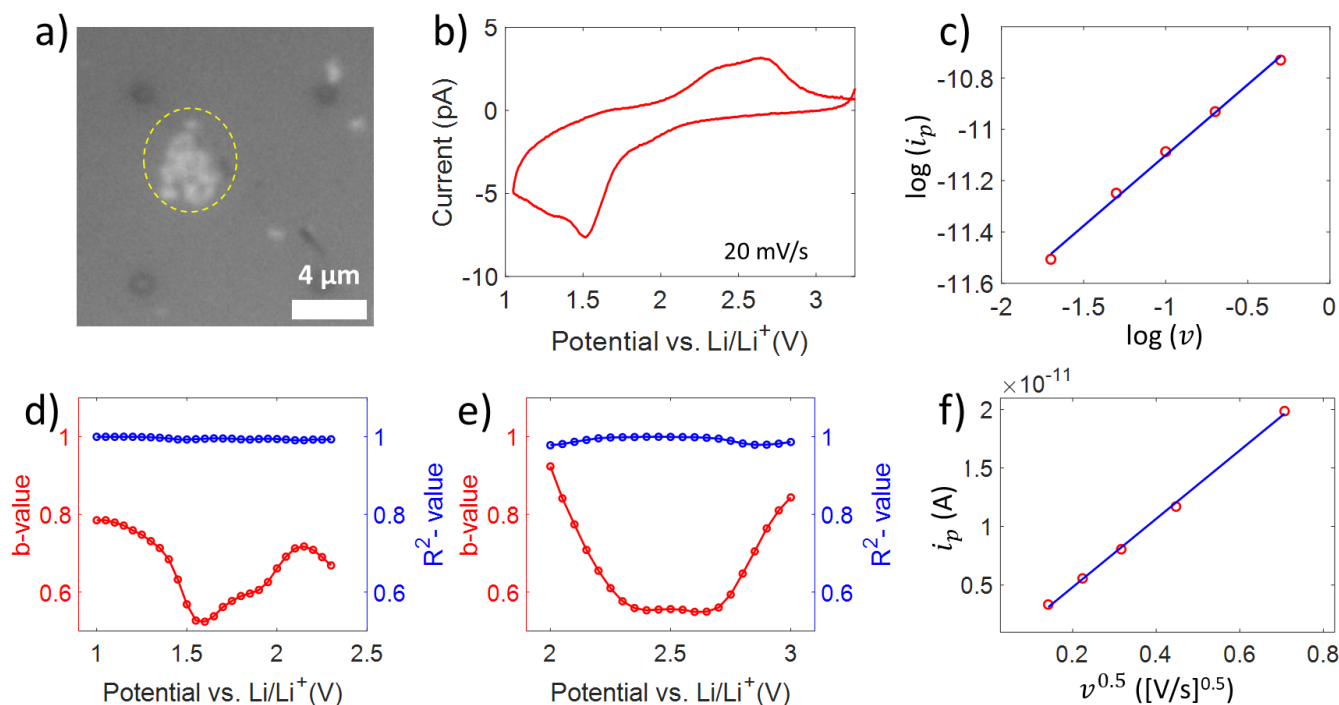 a)
4 μm
b)
5
0
-5
-10
Current (pA)
20 mV/s
1
1.5
2
2.5
3
Potential vs. Li/Li⁺(V)
c)
-10.8
-11
-11.2
-11.4
-11.6
log (iₚ)
-2
-1.5
-1
-0.5
0
log (v)
d)
1
0.8
0.6
b-value
1
0.8
0.6
R²- value
1
1.5
2
2.5
Potential vs. Li/Li⁺(V)
e)
1
0.8
0.6
b-value
1
0.8
0.6
R²- value
2
2.5
3
Potential vs. Li/Li⁺(V)
f)
×10⁻¹¹
2
1.5
1
0.5
iₚ (A)
0.2
0.4
0.6
0.8
v⁰·⁵ ([V/s]⁰·⁵)